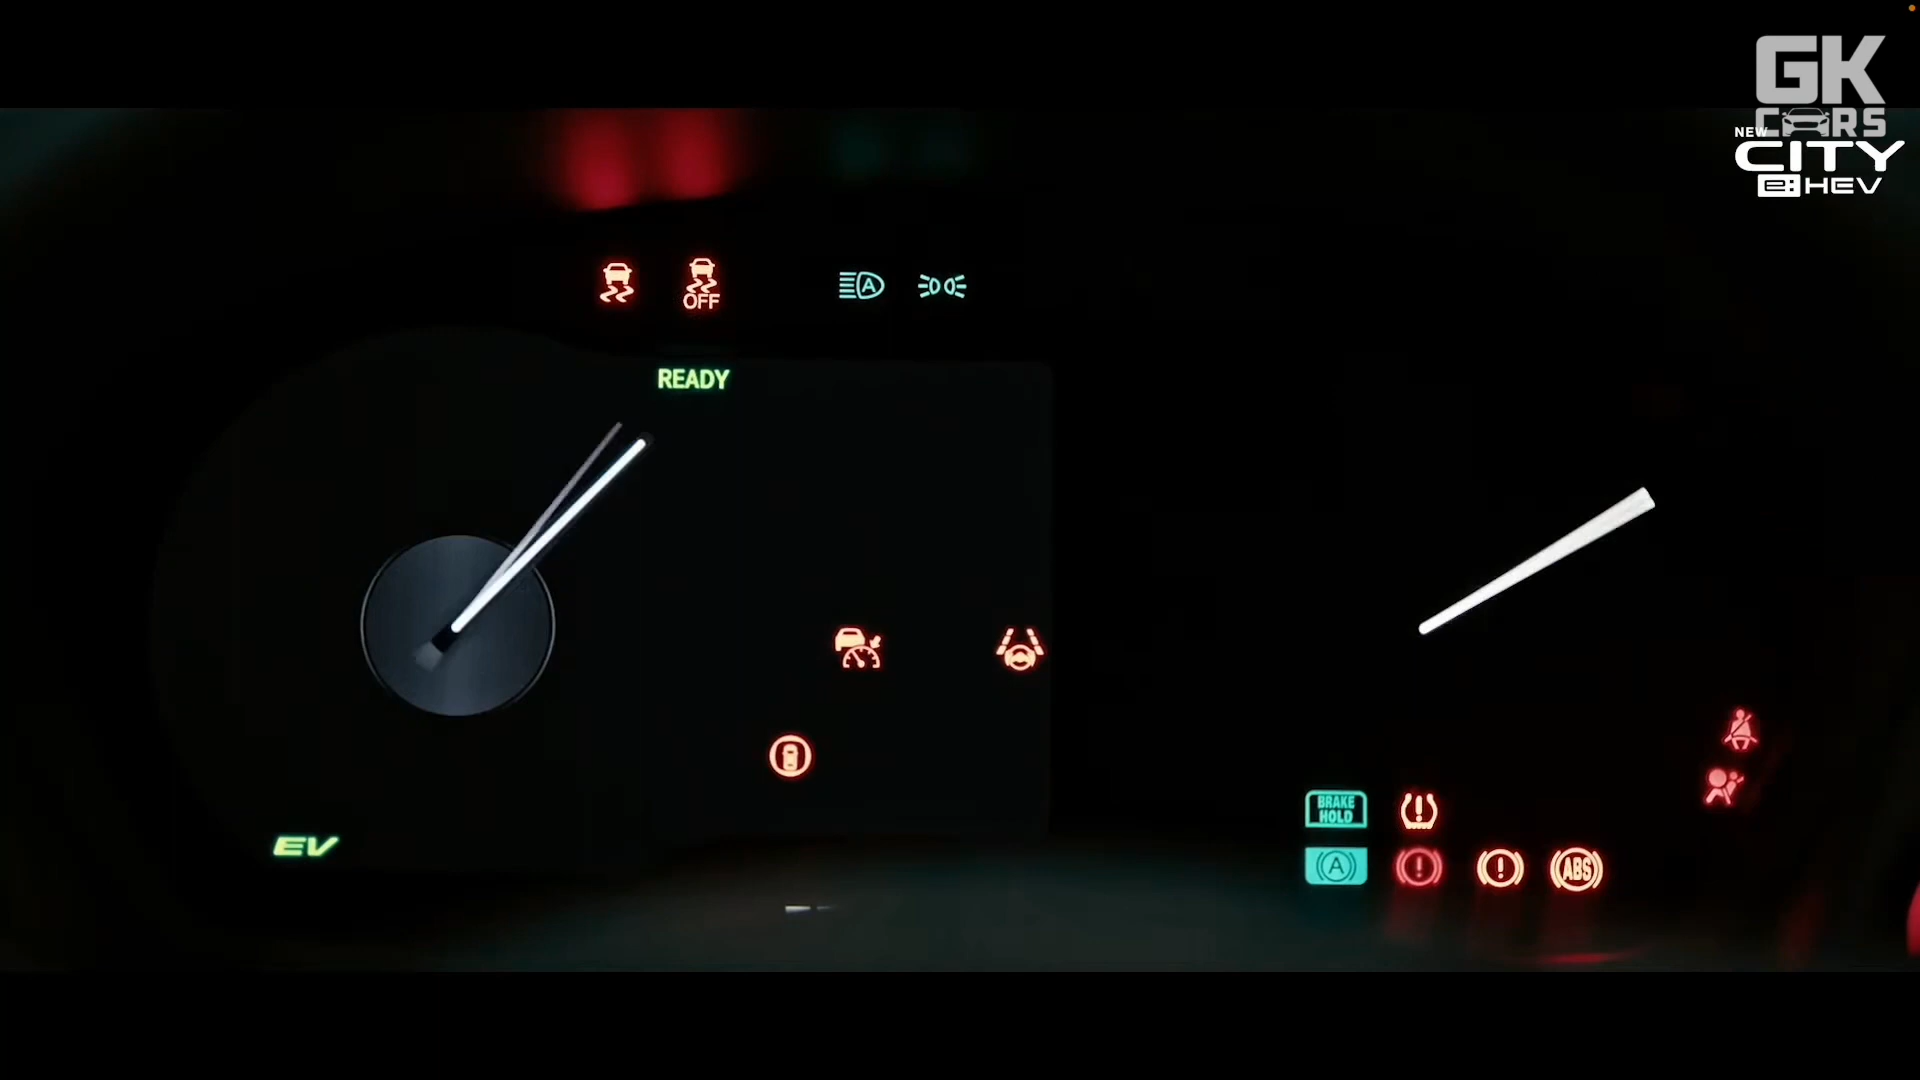 GK
CARS
NEW
CITY
e:HEV
OFF
A
READY
EV
BRAKE
HOLD
A
ABS